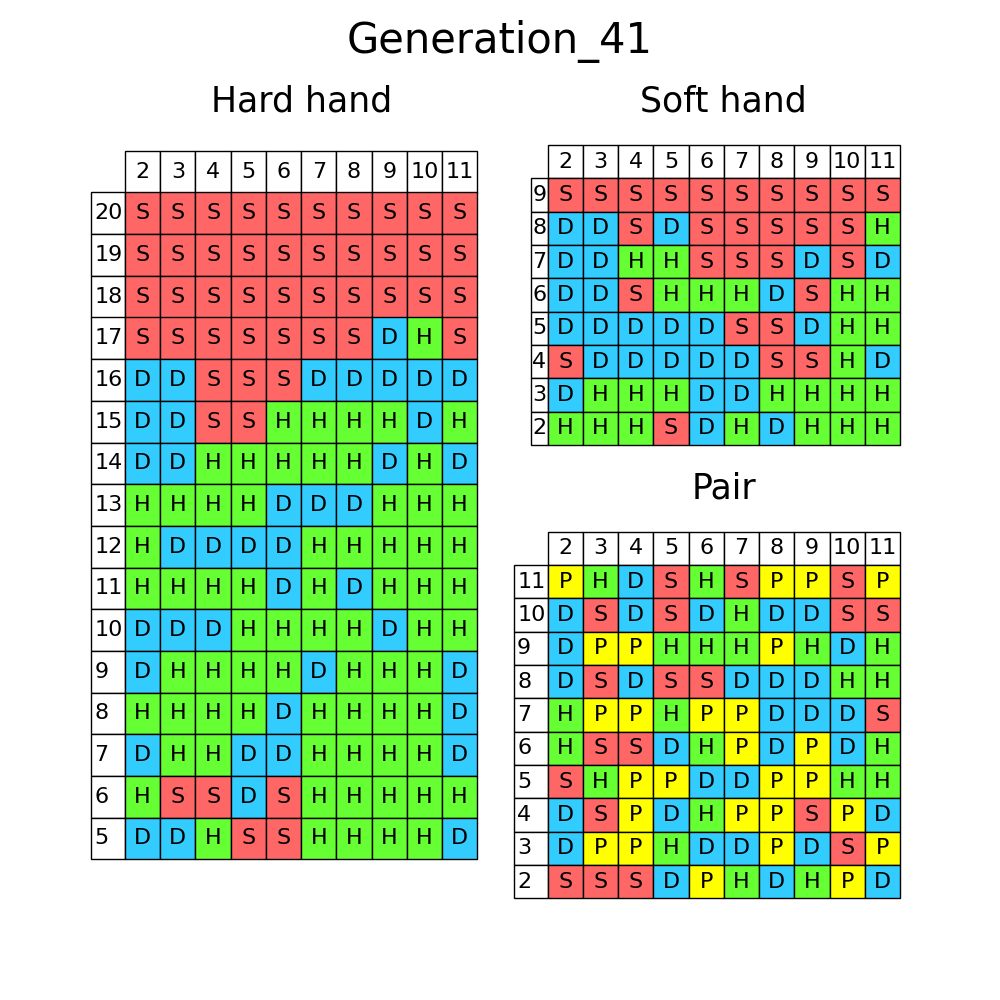 Generation_41
Hard hand
2 3 4 5 6 7 8 9 10 11
20 S S S S S S S S S S
19 S S S S S S S S S S
18 S S S S S S S S S S
17 S S S S S S S D H S
16 D D S S S D D D D D
15 D D S S H H H H D H
14 D D H H H H H D H D
13 H H H H D D D H H H
12 H D D D D H H H H H
11 H H H H D H D H H H
10 D D D H H H H D H H
9 D H H H H D H H H D
8 H H H H D H H H H D
7 D H H D D H H H H D
6 H S S D S H H H H H
5 D D H S S H H H H D
Soft hand
2 3 4 5 6 7 8 9 10 11
9 S S S S S S S S S S
8 D D S D S S S S S H
7 D D H H S S S D S D
6 D D S H H H D S H H
5 D D D D D S S D H H
4 S D D D D D S S H D
3 D H H H D D H H H H
2 H H H S D H D H H H
Pair
2 3 4 5 6 7 8 9 10 11
11 P H D S H S P P S P
10 D S D S D H D D S S
9 D P P H H H P H D H
8 D S D S S D D D H H
7 H P P H P P D D D S
6 H S S D H P D P D H
5 S H P P D D P P H H
4 D S P D H P P S P D
3 D P P H D D P D S P
2 S S S D P H D H P D